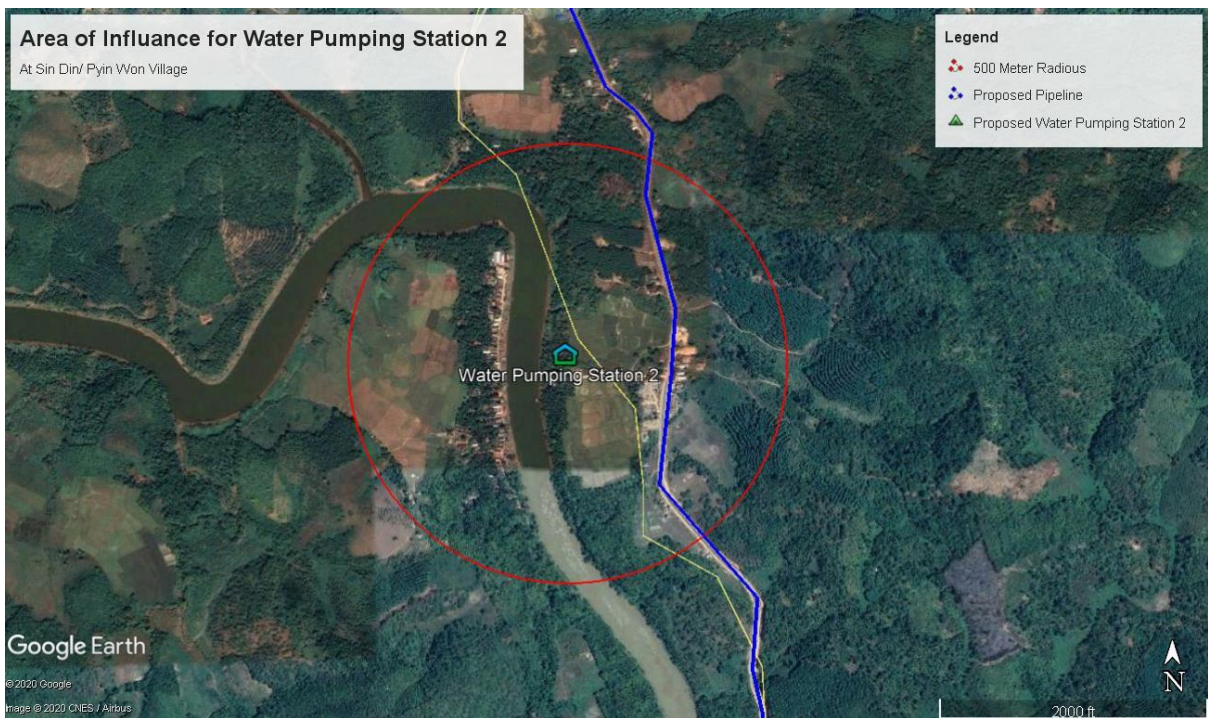 Area of Influance for Water Pumping Station 2
At Sin Din/ Pyin Won Village
Legend
500 Meter Radious
Proposed Pipeline
Proposed Water Pumping Station 2
Water Pumping Station 2
Google Earth
© 2020 Google
Image © 2020 CNES / Airbus
N
2000 ft